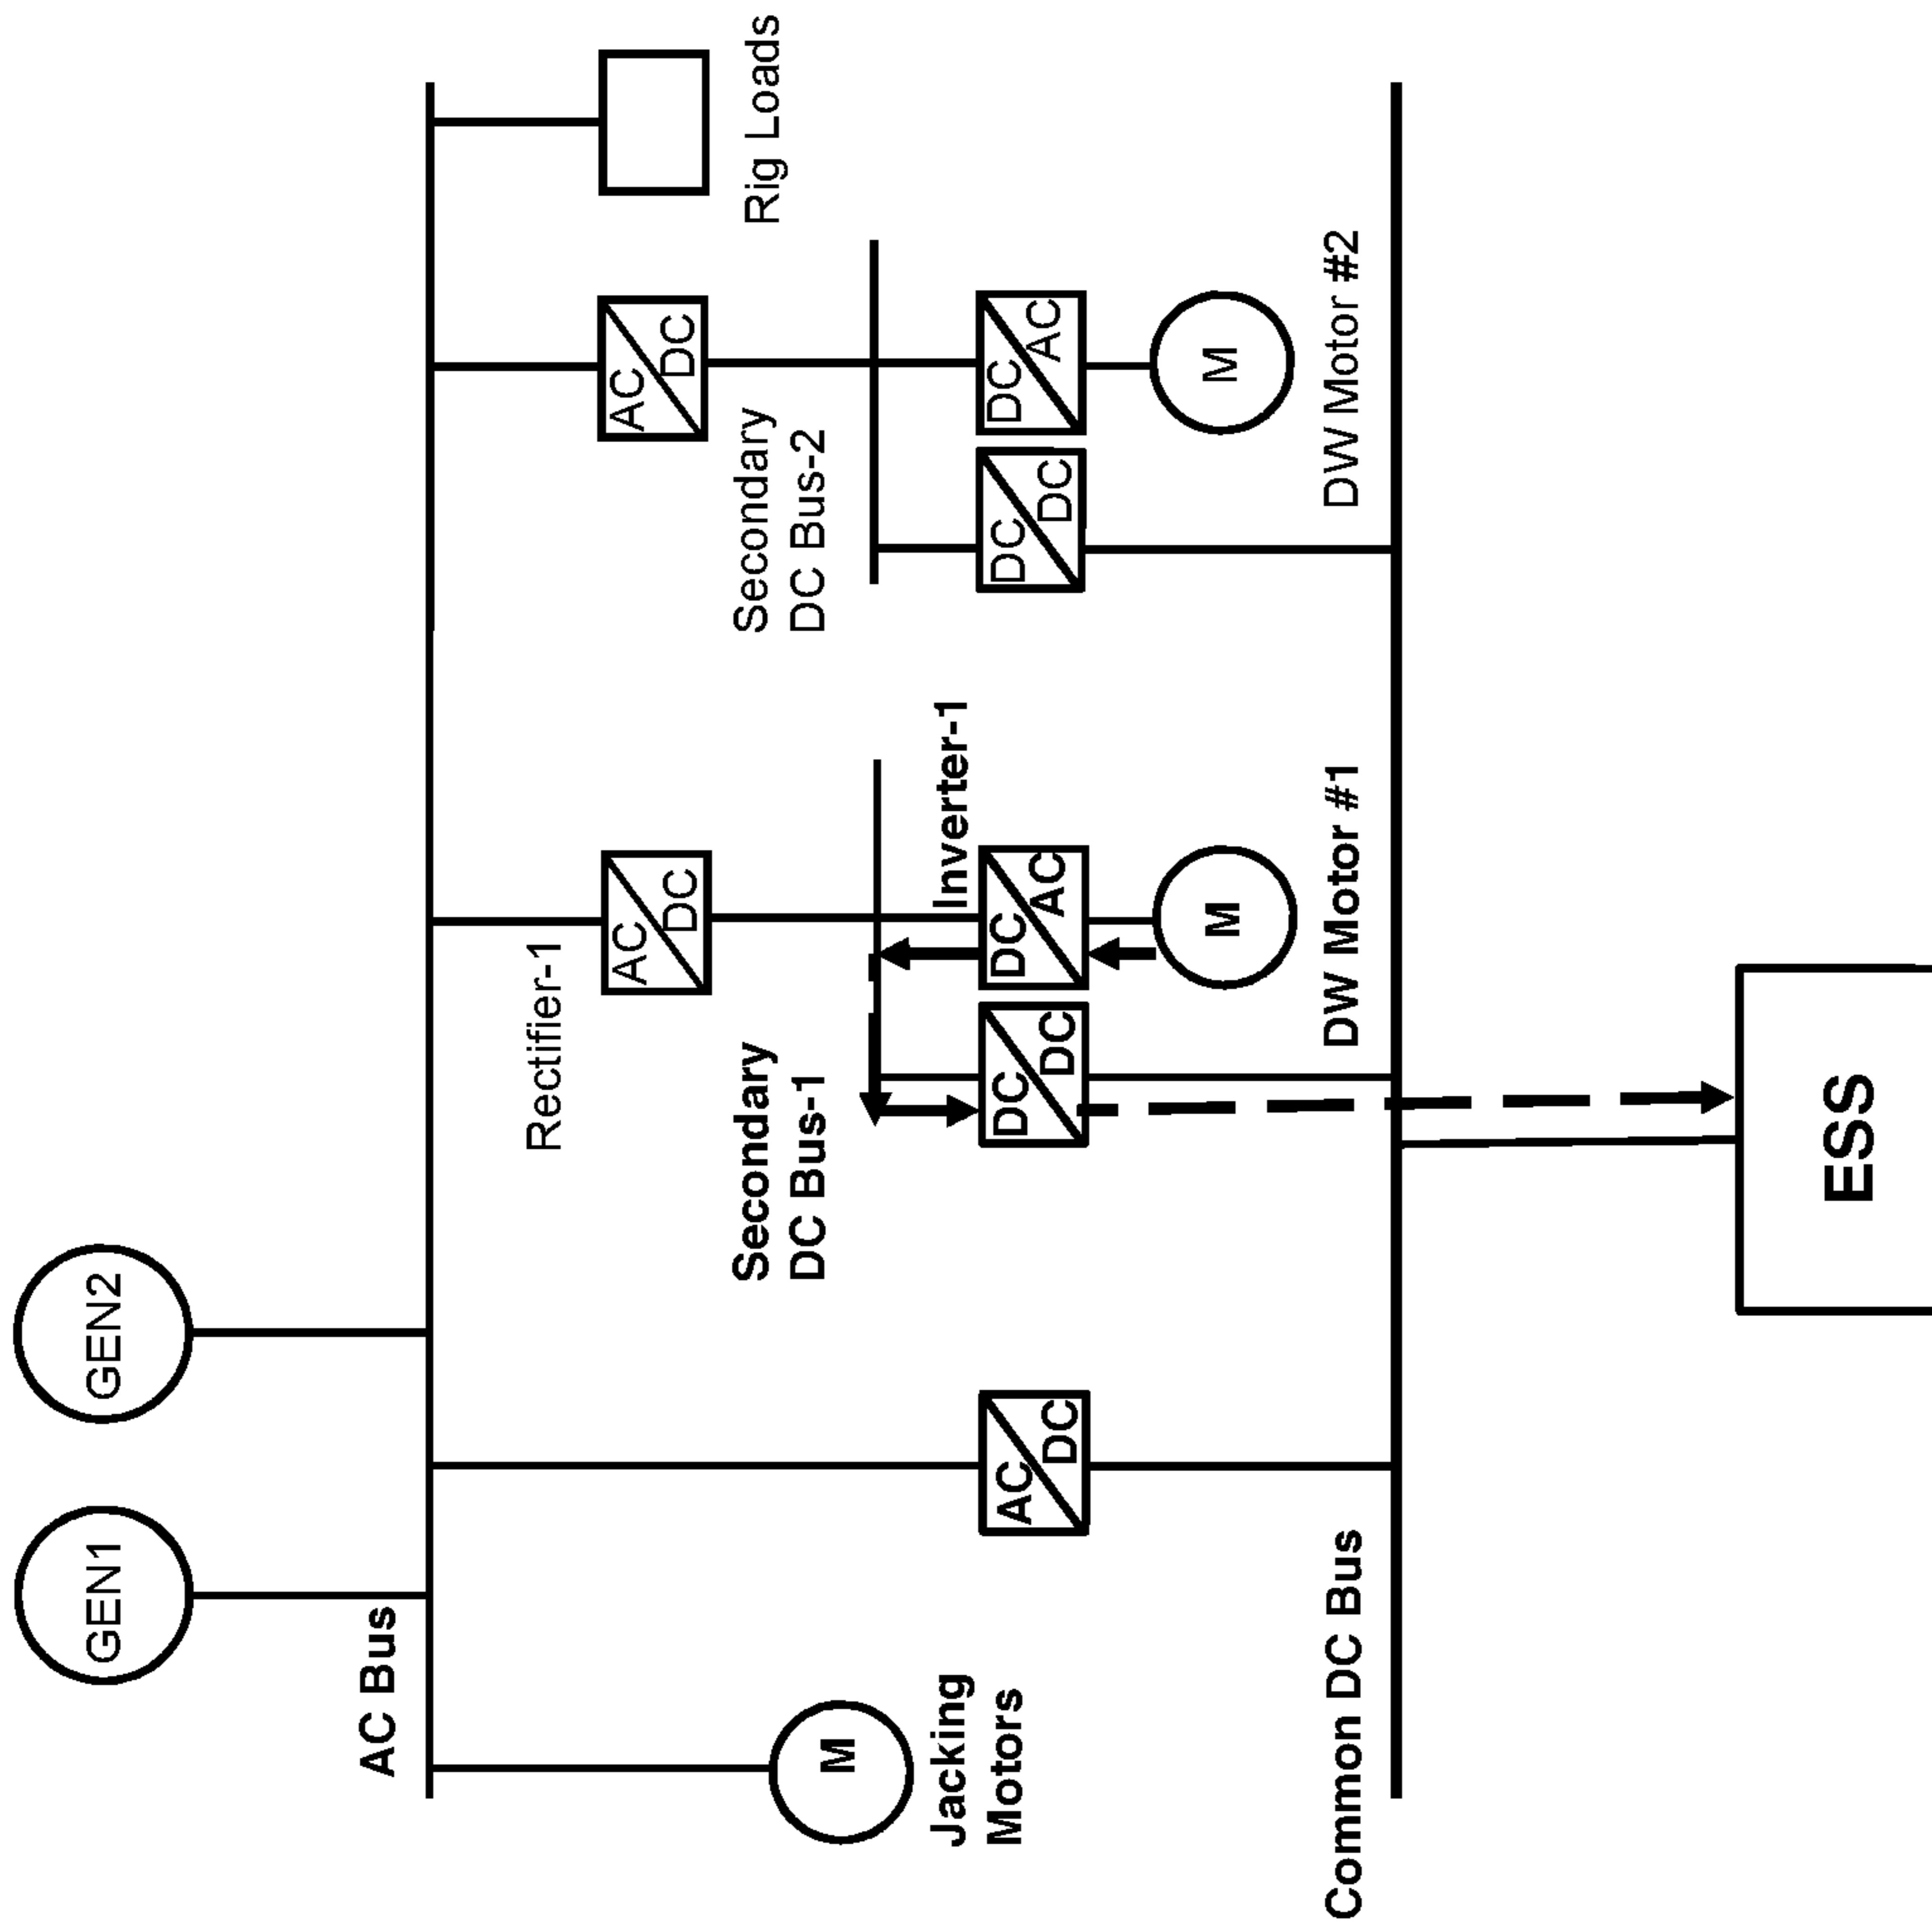 GEN1
GEN2
AC Bus
M
Jacking
Motors
AC
DC
Rectifier-1
AC
DC
Secondary
DC Bus-1
Inverter-1
DC
DC
DC
AC
M
DW Motor #1
AC
DC
Secondary
DC Bus-2
DC
DC
DC
AC
M
DW Motor #2
Rig Loads
Common DC Bus
ESS